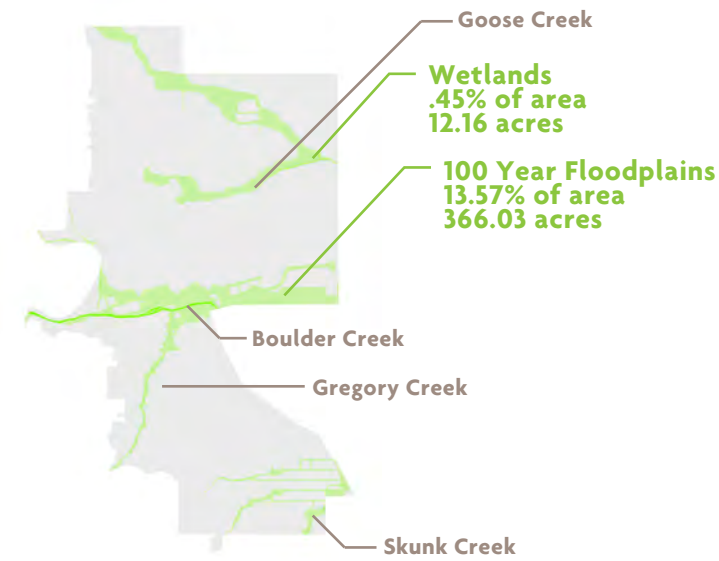 Goose Creek
Wetlands
.45% of area
12.16 acres
100 Year Floodplains
13.57% of area
366.03 acres
Boulder Creek
Gregory Creek
Skunk Creek